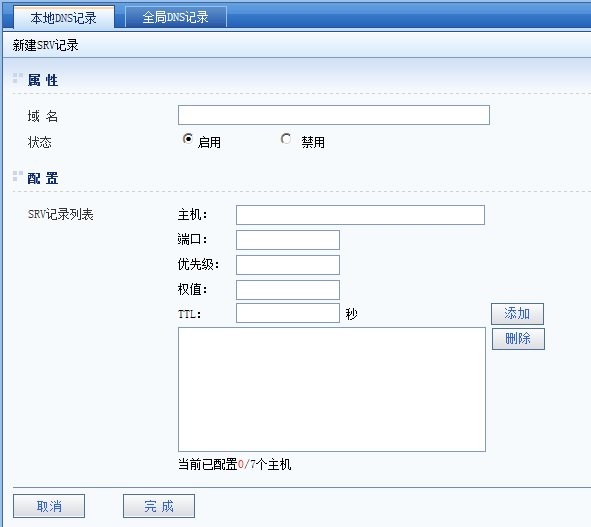 本地DNS记录 全局DNS记录
新建SRV记录
属 性
域 名
状态 启用 禁用
配 置
SRV记录列表 主机：
端口：
优先级：
权值：
TTL： 秒 添加
删除
当前已配置0/7个主机
取消 完 成